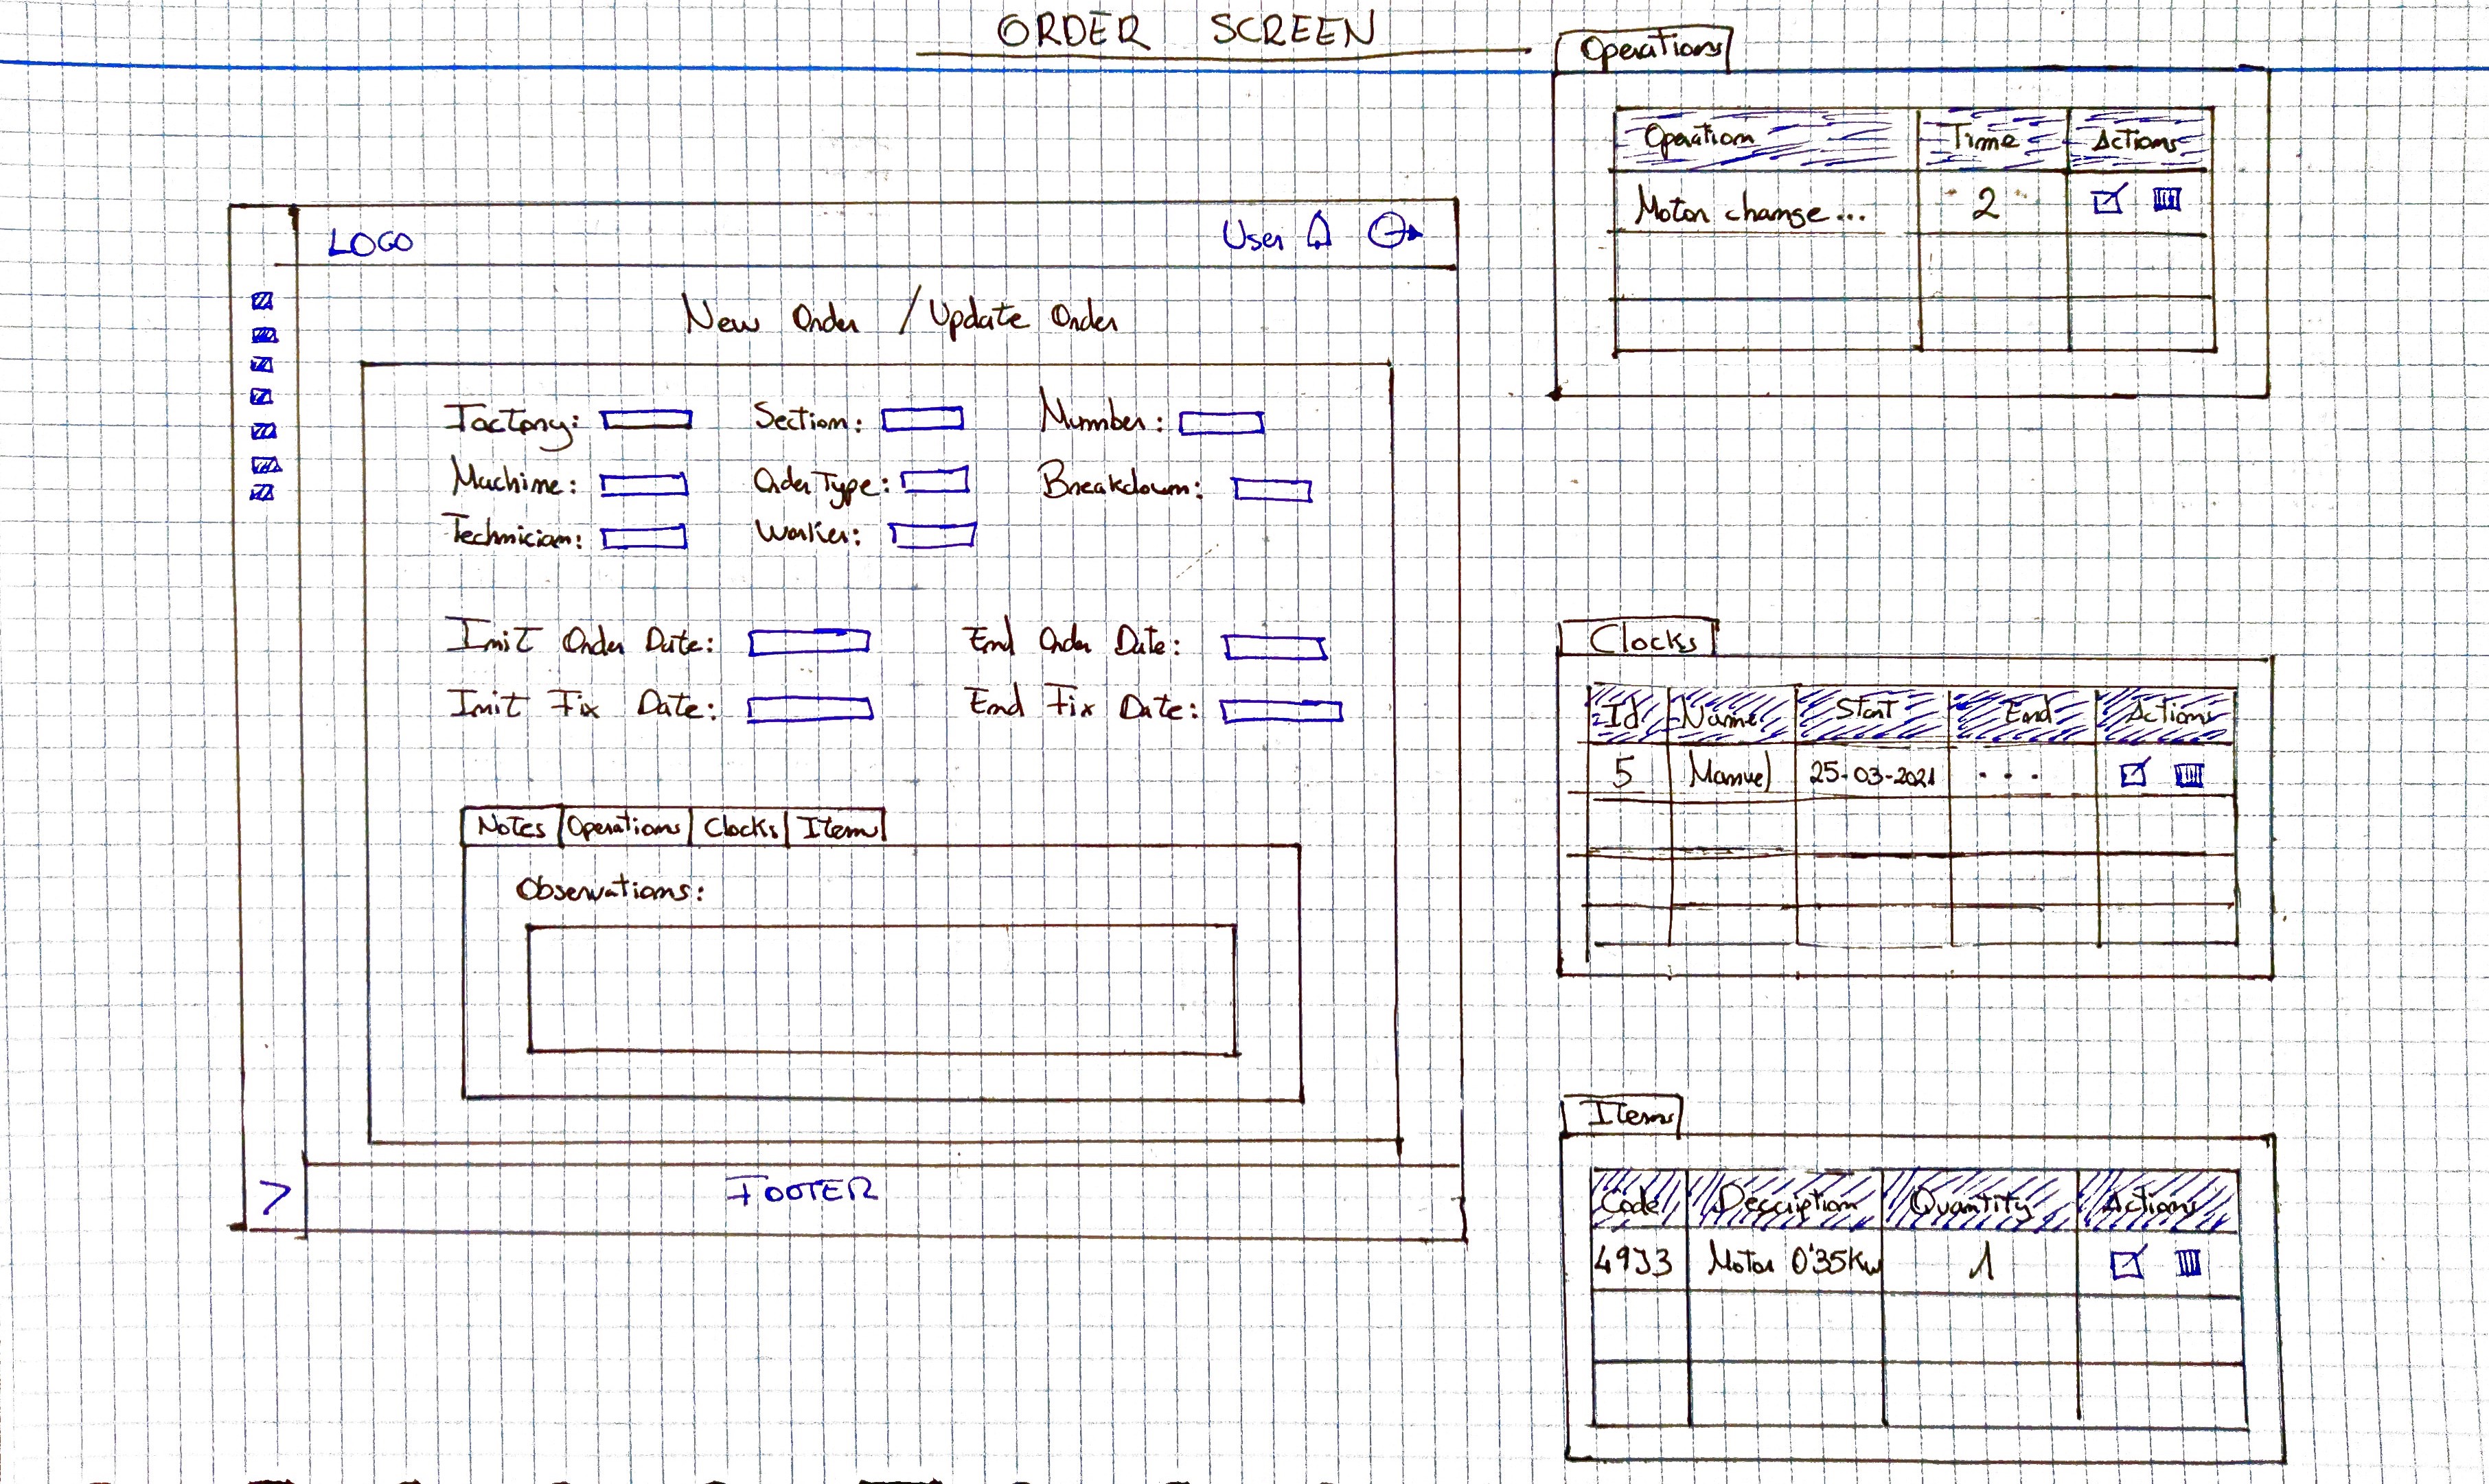 ORDER SCREEN
LOGO
User
New Order / Update Order
Factory: Section: Number:
Machine: Order Type: Breakdown:
Technician: Worker:
Init Order Date: End Order Date:
Init Fix Date: End Fix Date:
Notes Operations Clocks Item
Observations:
>
FOOTER
Operations
Operation Time Actions
Motor change... 2
Clocks
Id Name Start End Actions
5 Manuel 25-03-2021 ...
Items
Code Description Quantity Actions
4933 Motor 0'35Kw 1